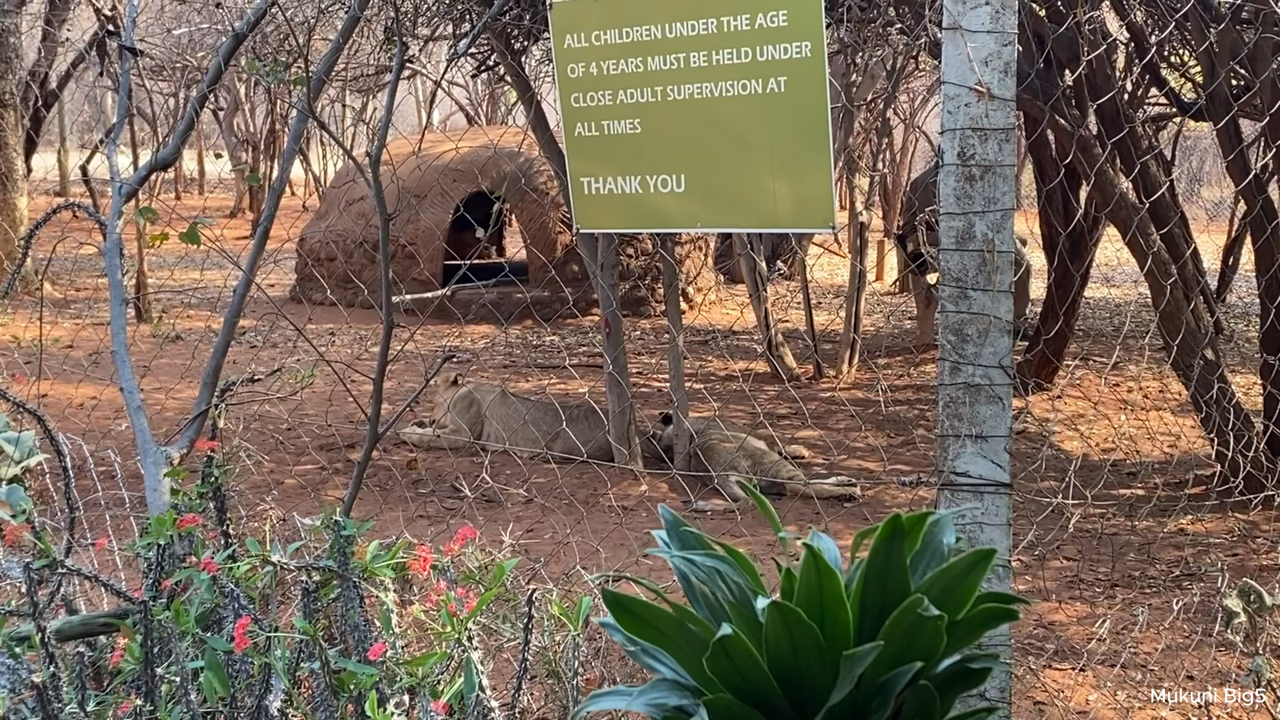 ALL CHILDREN UNDER THE AGE
OF 4 YEARS MUST BE HELD UNDER
CLOSE ADULT SUPERVISION AT
ALL TIMES
THANK YOU
Mukuni Big5